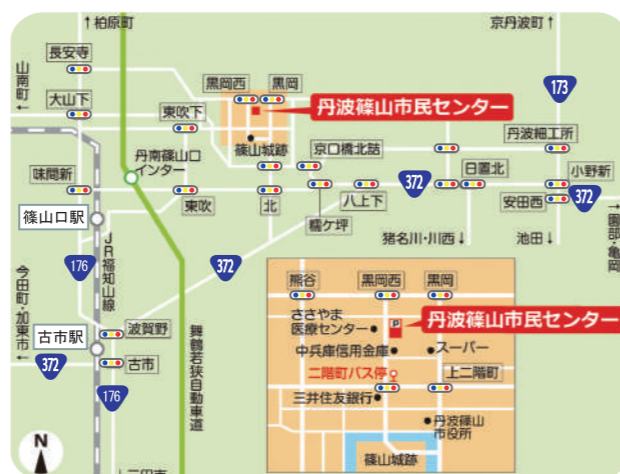 ↑柏原町
京丹波町↑
長安寺
山南町
↓
黒岡西
黒岡
173
大山下
東吹下
丹波篠山市民センター
丹南篠山口
インター
篠山城跡
京口橋北詰
丹波細工所
味間新
372
日置北
小野新
篠山口駅
東吹
北
糯ケ坪
八上下
安田西
372
→園部・亀岡
JR福知山線
猪名川・川西↓
池田↓
176
372
今田町・加東市
↓
372
古市駅
波賀野
古市
176
舞鶴若狭自動車道
N
熊谷
黒岡西
黒岡
ささやま
医療センター
P
丹波篠山市民センター
中兵庫信用金庫
スーパー
二階町バス停
上二階町
三井住友銀行
丹波篠山
市役所
篠山城跡